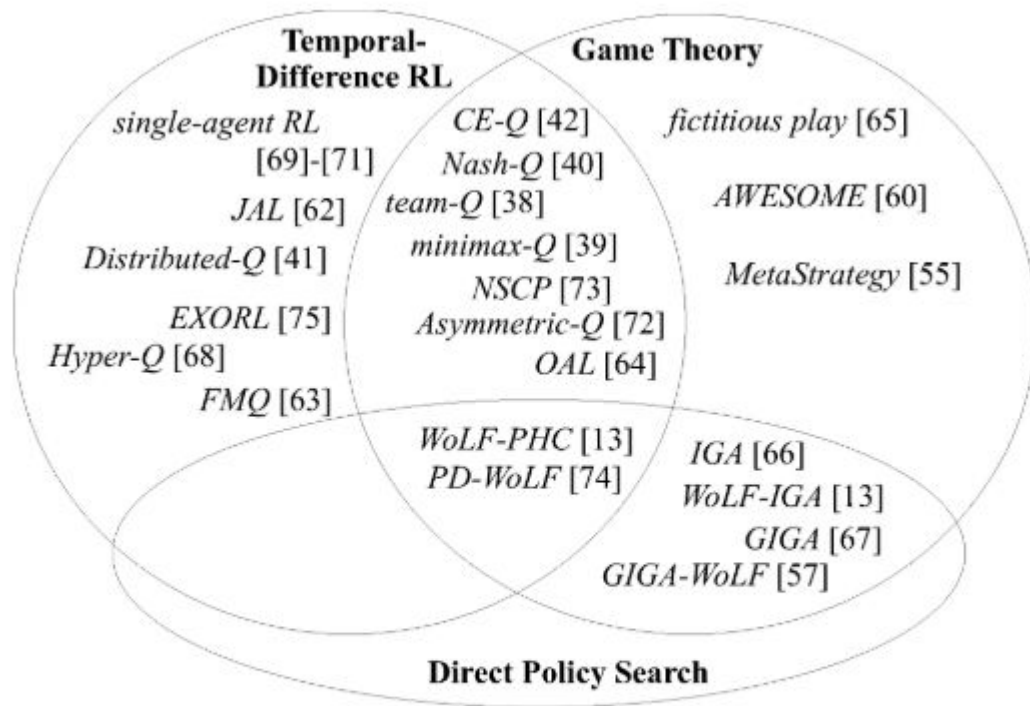 Temporal-
Difference RL
Game Theory
single-agent RL
[69]-[71]
JAL [62]
Distributed-Q [41]
EXORL [75]
Hyper-Q [68]
FMQ [63]
CE-Q [42]
Nash-Q [40]
team-Q [38]
minimax-Q [39]
NSCP [73]
Asymmetric-Q [72]
OAL [64]
fictitious play [65]
AWESOME [60]
MetaStrategy [55]
WoLF-PHC [13]
PD-WoLF [74]
IGA [66]
WoLF-IGA [13]
GIGA [67]
GIGA-WoLF [57]
Direct Policy Search